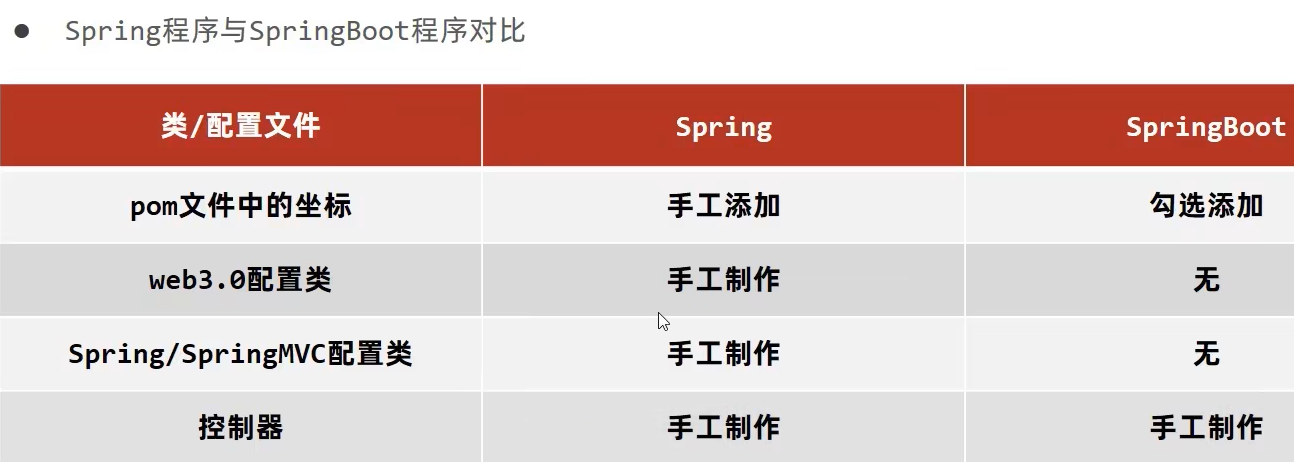 ● Spring程序与SpringBoot程序对比
类/配置文件 Spring SpringBoot
pom文件中的坐标 手工添加 勾选添加
web3.0配置类 手工制作 无
Spring/SpringMVC配置类 手工制作 无
控制器 手工制作 手工制作